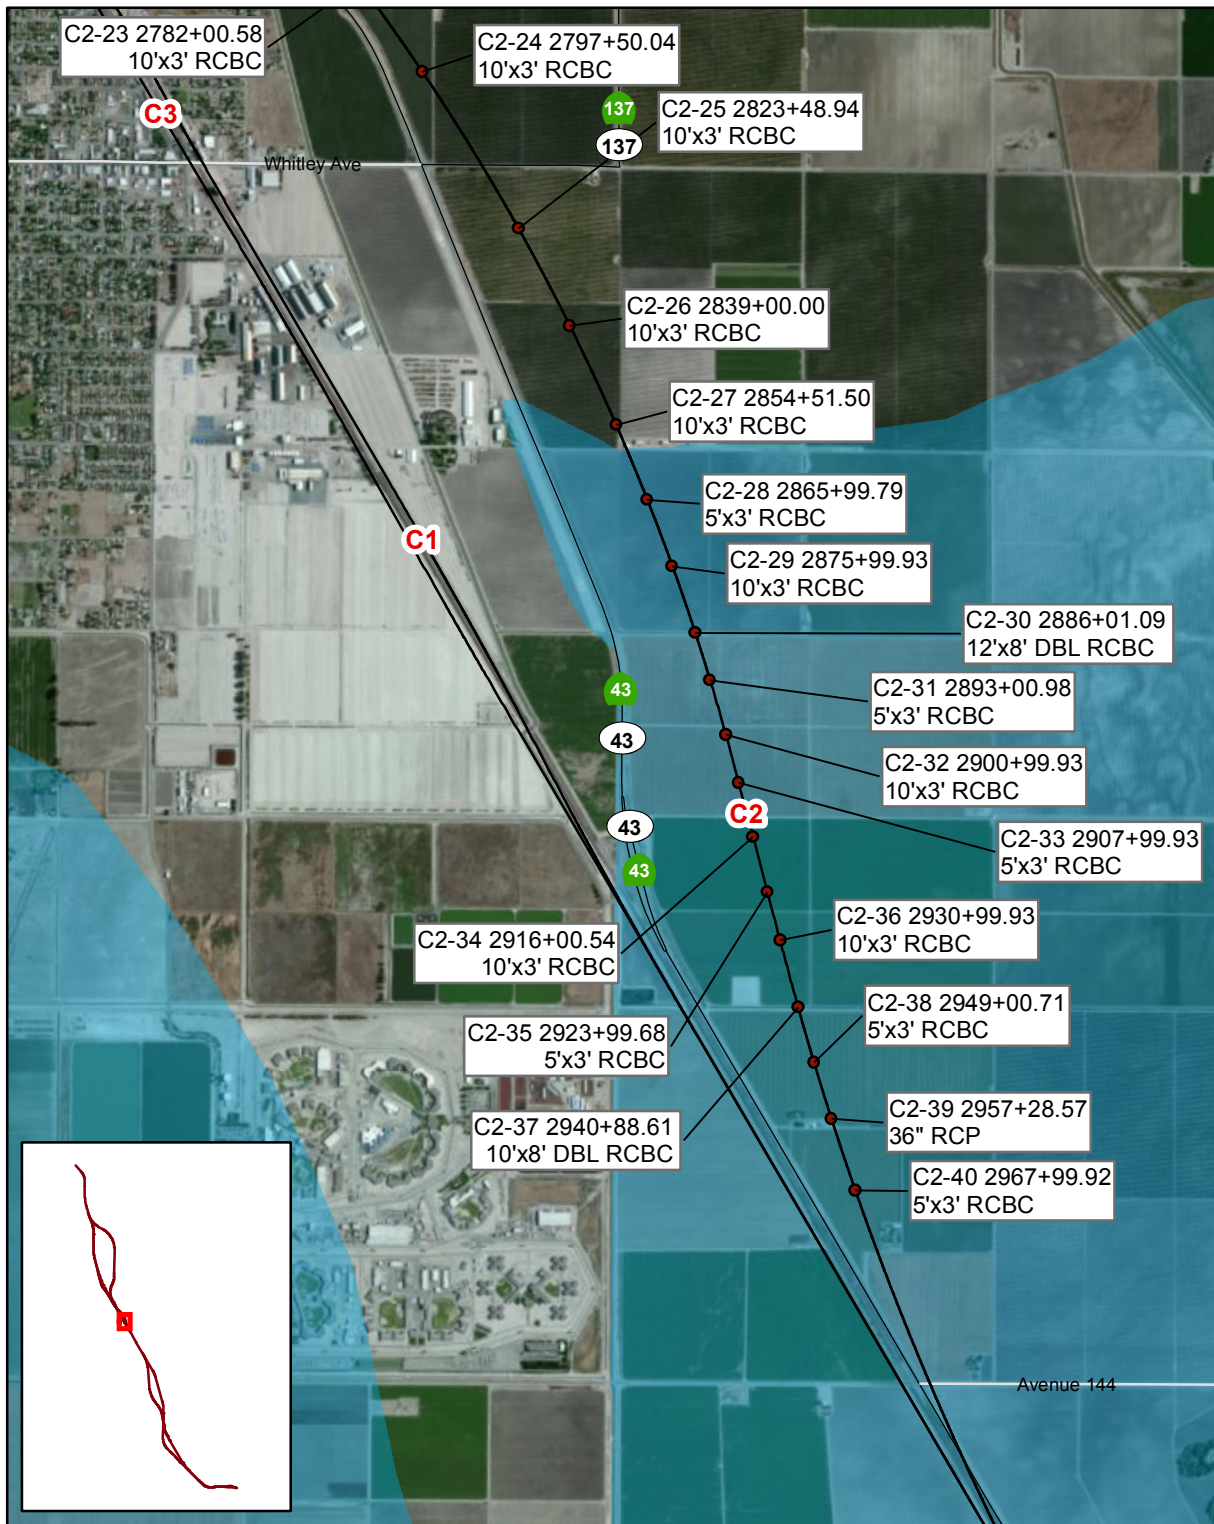 C2-23 2782+00.58
10'x3' RCBC
C2-24 2797+50.04
10'x3' RCBC
C3
137
137
C2-25 2823+48.94
10'x3' RCBC
Whitley Ave
C2-26 2839+00.00
10'x3' RCBC
C2-27 2854+51.50
10'x3' RCBC
C2-28 2865+99.79
5'x3' RCBC
C1
C2-29 2875+99.93
10'x3' RCBC
C2-30 2886+01.09
12'x8' DBL RCBC
C2-31 2893+00.98
5'x3' RCBC
43
43
C2-32 2900+99.93
10'x3' RCBC
C2
43
43
C2-33 2907+99.93
5'x3' RCBC
C2-34 2916+00.54
10'x3' RCBC
C2-36 2930+99.93
10'x3' RCBC
C2-38 2949+00.71
5'x3' RCBC
C2-35 2923+99.68
5'x3' RCBC
C2-39 2957+28.57
36" RCP
C2-37 2940+88.61
10'x8' DBL RCBC
C2-40 2967+99.92
5'x3' RCBC
Avenue 144